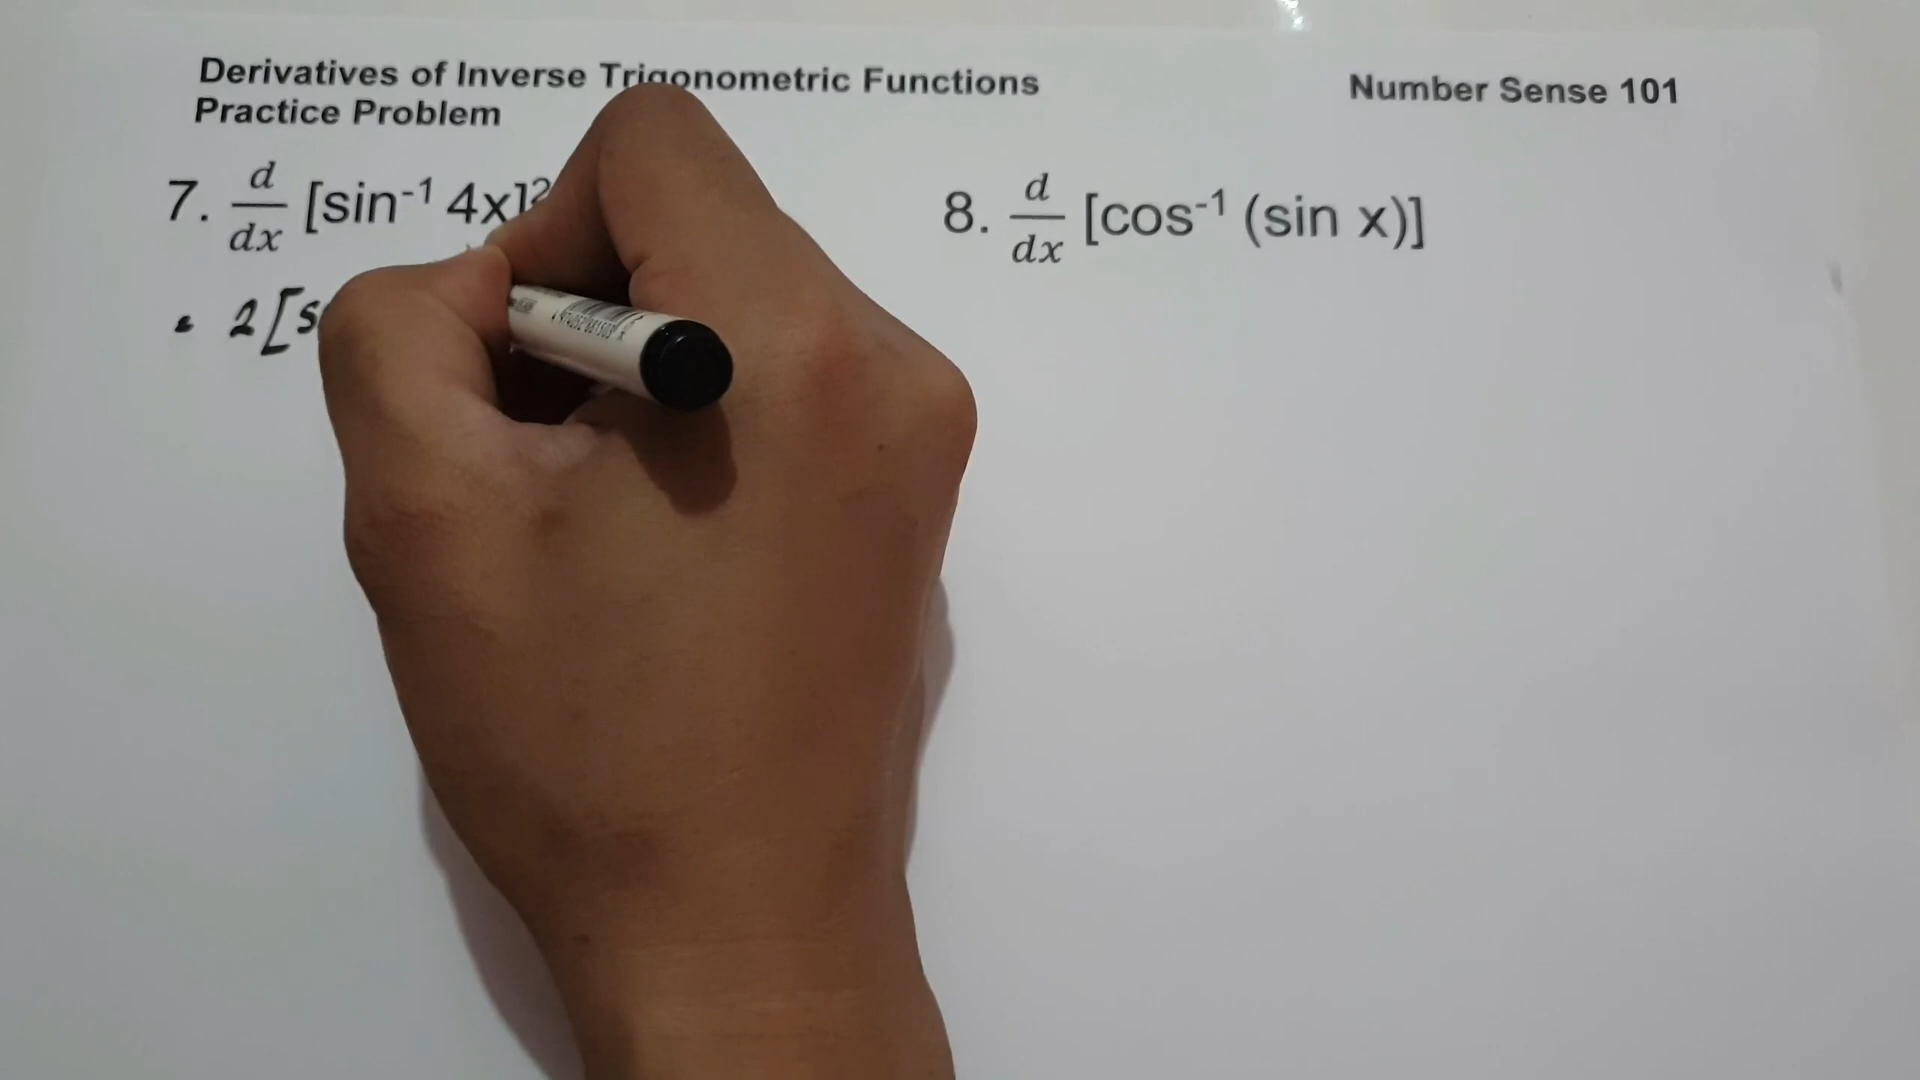 Derivatives of Inverse Trigonometric Functions
Number Sense 101
Practice Problem
7. d/dx [sin⁻¹ 4x]²
8. d/dx [cos⁻¹ (sin x)]
= 2[s